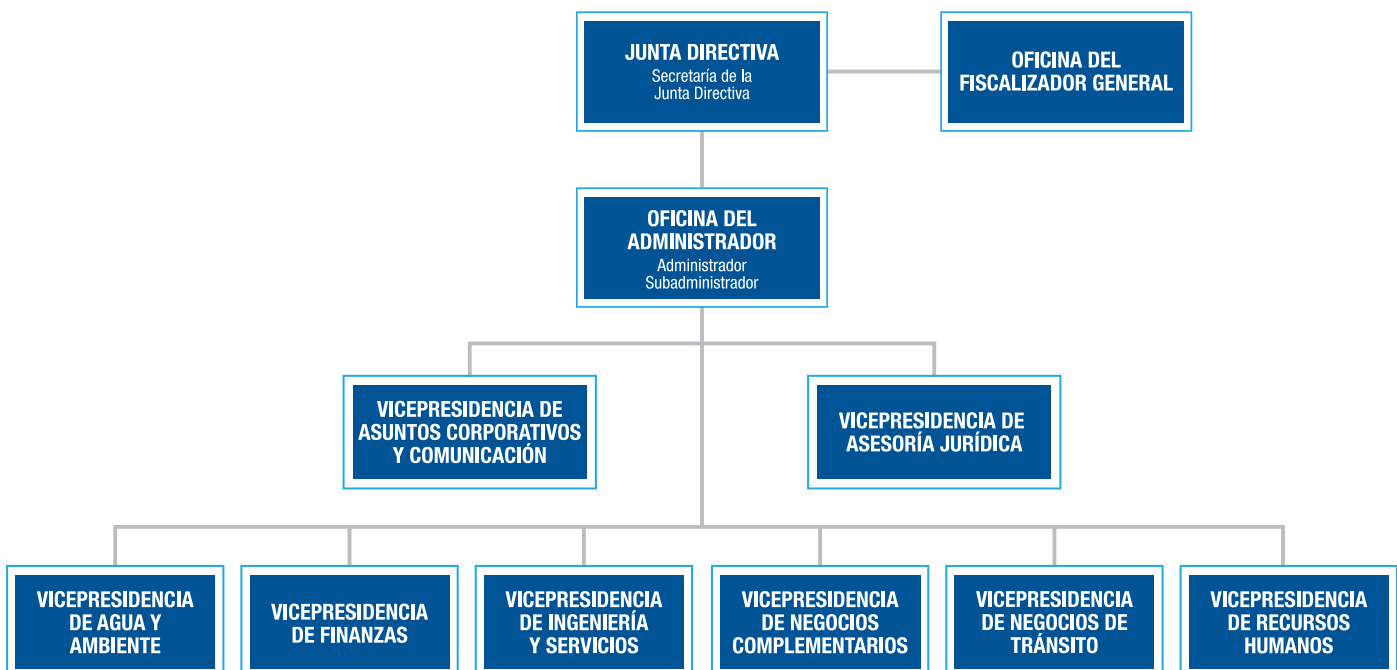 JUNTA DIRECTIVA
Secretaría de la
Junta Directiva
OFICINA DEL
FISCALIZADOR GENERAL
OFICINA DEL
ADMINISTRADOR
Administrador
Subadministrador
VICEPRESIDENCIA DE
ASUNTOS CORPORATIVOS
Y COMUNICACIÓN
VICEPRESIDENCIA DE
ASESORÍA JURÍDICA
VICEPRESIDENCIA
DE AGUA Y
AMBIENTE
VICEPRESIDENCIA
DE FINANZAS
VICEPRESIDENCIA
DE INGENIERÍA
Y SERVICIOS
VICEPRESIDENCIA
DE NEGOCIOS
COMPLEMENTARIOS
VICEPRESIDENCIA
DE NEGOCIOS DE
TRÁNSITO
VICEPRESIDENCIA
DE RECURSOS
HUMANOS